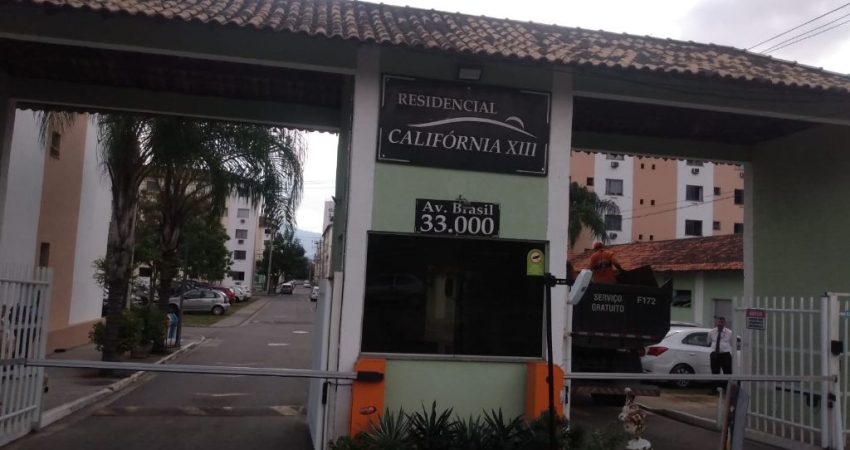 RESIDENCIAL
CALIFÓRNIA XIII
Av. BRASIL
33.000
SERVIÇO
GRATUITO
F172